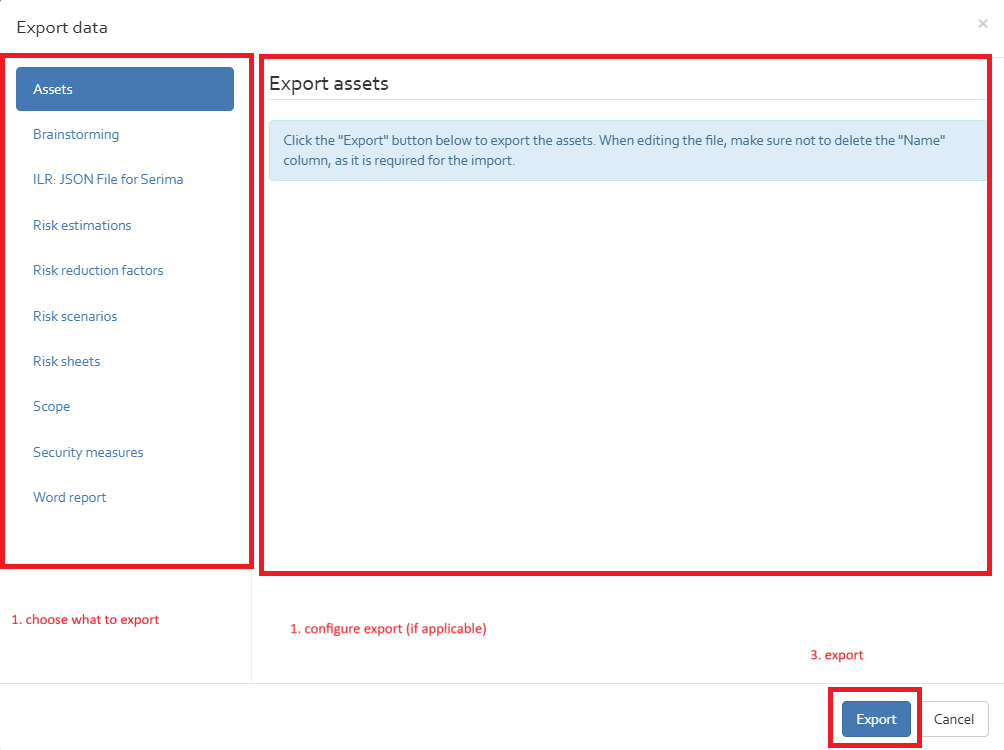 Export data
×
Assets
Brainstorming
ILR: JSON File for Serima
Risk estimations
Risk reduction factors
Risk scenarios
Risk sheets
Scope
Security measures
Word report
Export assets
Click the "Export" button below to export the assets. When editing the file, make sure not to delete the "Name"
column, as it is required for the import.
1. choose what to export
1. configure export (if applicable)
3. export
Export
Cancel